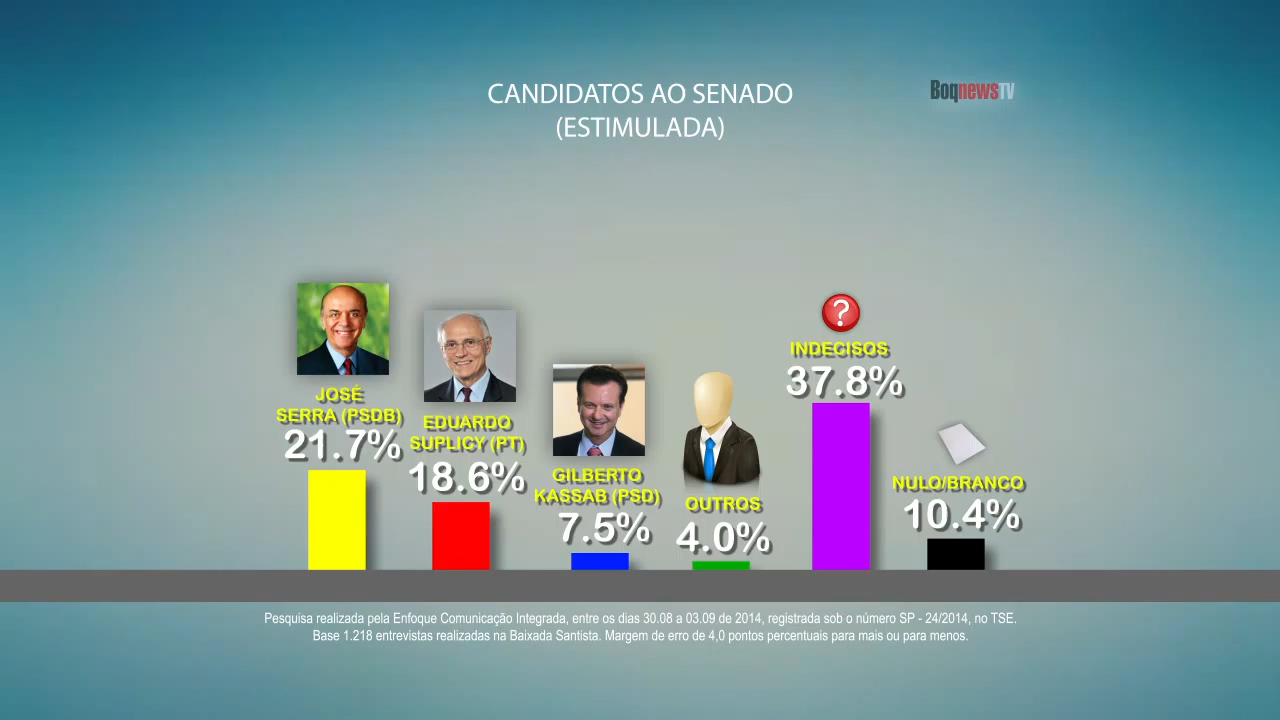 CANDIDATOS AO SENADO
(ESTIMULADA)
BoqnewsTV
JOSÉ
SERRA (PSDB)
21.7%
EDUARDO
SUPLICY (PT)
18.6%
GILBERTO
KASSAB (PSD)
7.5%
OUTROS
4.0%
?
INDECISOS
37.8%
NULO/BRANCO
10.4%
Pesquisa realizada pela Enfoque Comunicação Integrada, entre os dias 30.08 a 03.09 de 2014, registrada sob o número SP - 24/2014, no TSE.
Base 1.218 entrevistas realizadas na Baixada Santista. Margem de erro de 4,0 pontos percentuais para mais ou para menos.